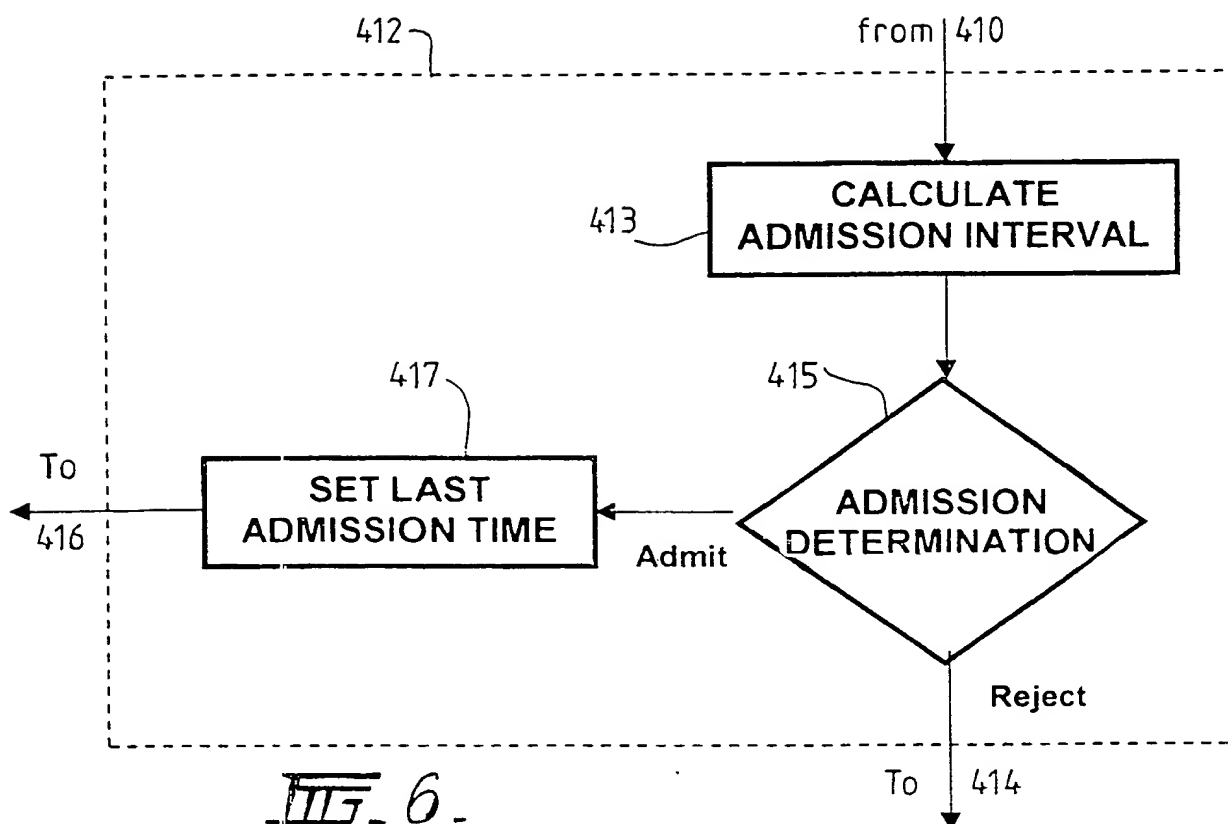 412
from 410
CALCULATE
ADMISSION INTERVAL
413
415
417
To
416
SET LAST
ADMISSION TIME
Admit
ADMISSION
DETERMINATION
Reject
To 414
FIG. 6.